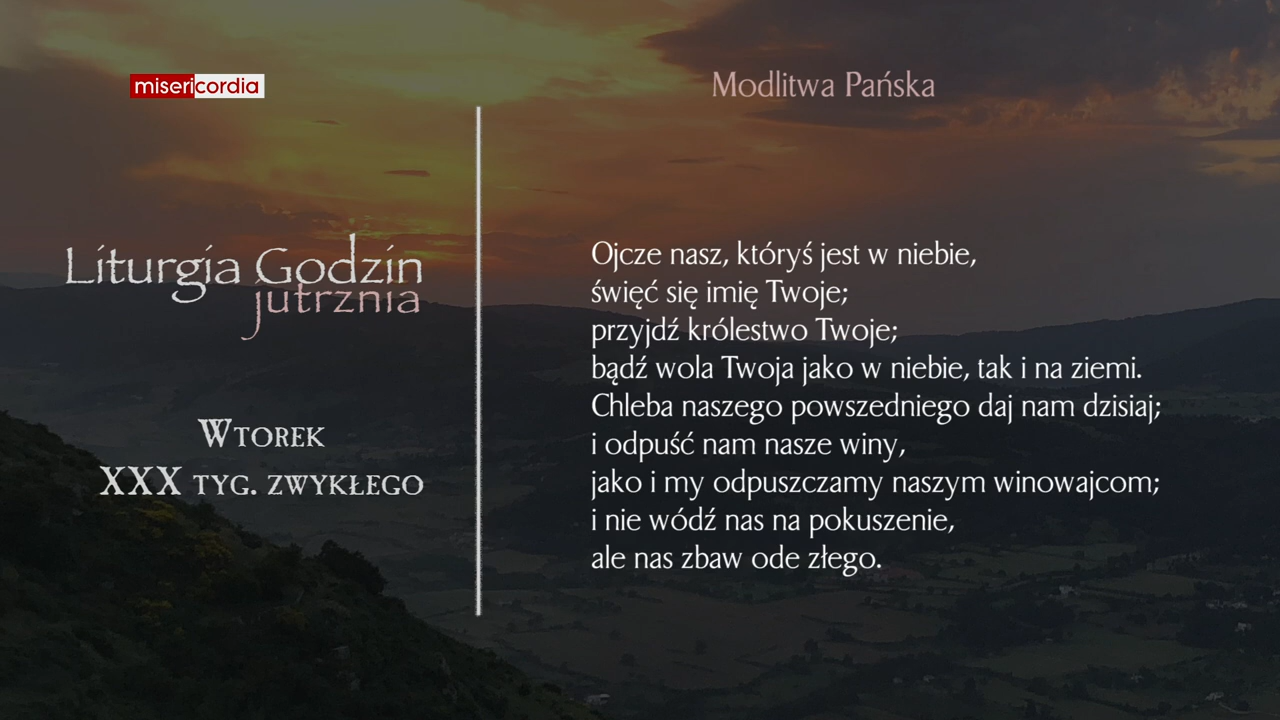 misericordia
Liturgia Godzin
jutrznia
Wtorek
XXX tyg. zwykłego
Modlitwa Pańska
Ojcze nasz, któryś jest w niebie,
święć się imię Twoje;
przyjdź królestwo Twoje;
bądź wola Twoja jako w niebie, tak i na ziemi.
Chleba naszego powszedniego daj nam dzisiaj;
i odpuść nam nasze winy,
jako i my odpuszczamy naszym winowajcom;
i nie wódź nas na pokuszenie,
ale nas zbaw ode złego.